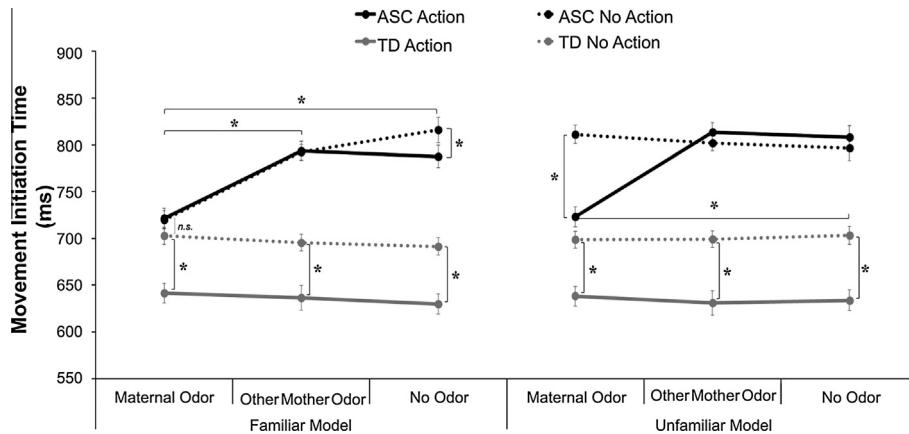 ASC Action ASC No Action
TD Action TD No Action
Movement Initiation Time
(ms)
900
850
800
750
700
650
600
550
*
*
*
n.s.
*
*
*
*
*
*
*
*
Maternal Odor Other Mother Odor No Odor Maternal Odor Other Mother Odor No Odor
Familiar Model Unfamiliar Model